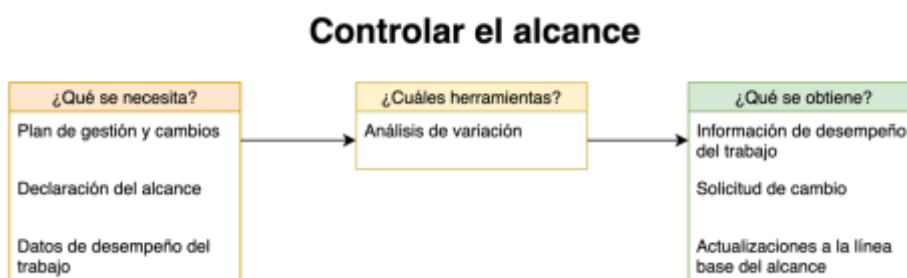 Controlar el alcance
¿Qué se necesita?
Plan de gestión y cambios
Declaración del alcance
Datos de desempeño del
trabajo
¿Cuáles herramientas?
Análisis de variación
¿Qué se obtiene?
Información de desempeño
del trabajo
Solicitud de cambio
Actualizaciones a la línea
base del alcance